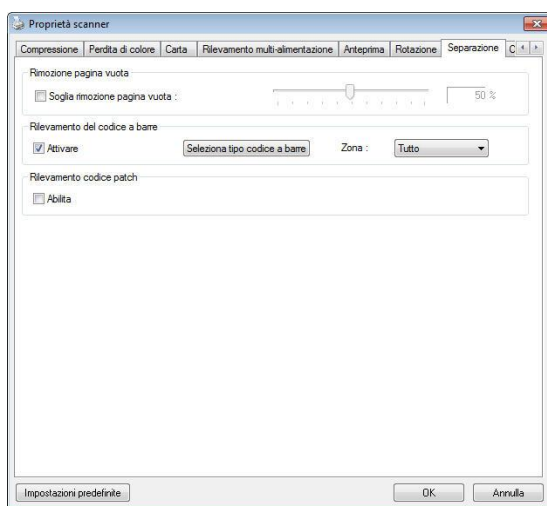 Proprietà scanner
Compressione Perdita di colore Carta Rilevamento multi-alimentazione Anteprima Rotazione Separazione C
Rimozione pagina vuota
Soglia rimozione pagina vuota : 50 %
Rilevamento del codice a barre
Attivare Seleziona tipo codice a barre Zona : Tutto
Rilevamento codice patch
Abilita
Impostazioni predefinite OK Annulla